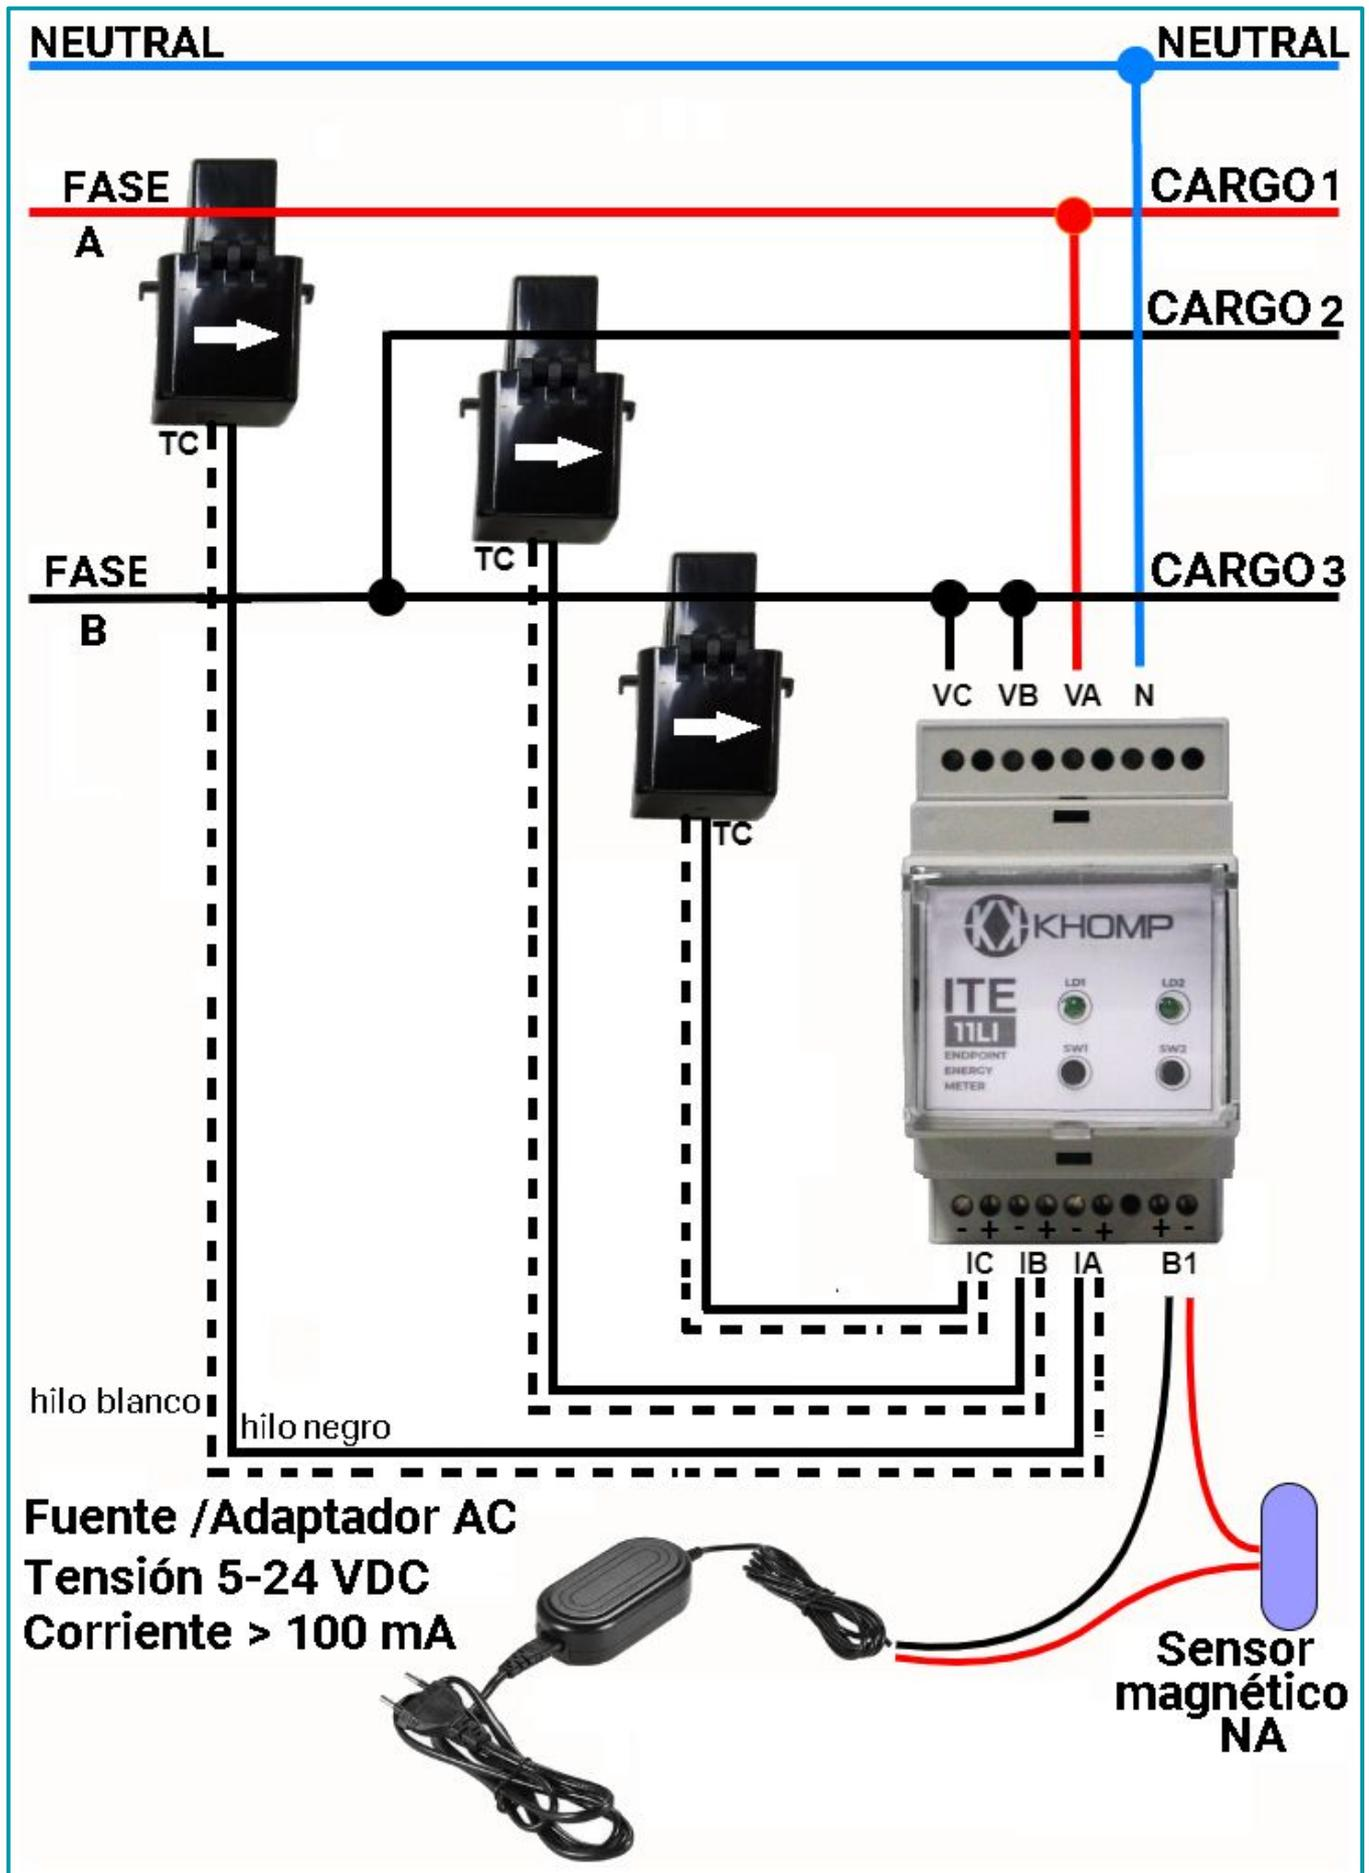 NEUTRAL NEUTRAL
FASE CARGO 1
A
CARGO 2
TC
TC
FASE CARGO 3
B
VC VB VA N
TC
KHOMP
ITE LD1 LD2
11LI
ENDPOINT SW1 SW2
ENERGY
METER
- + - + - + + -
IC IB IA B1
hilo blanco
hilo negro
Fuente /Adaptador AC
Tensión 5-24 VDC
Corriente > 100 mA
Sensor
magnético
NA